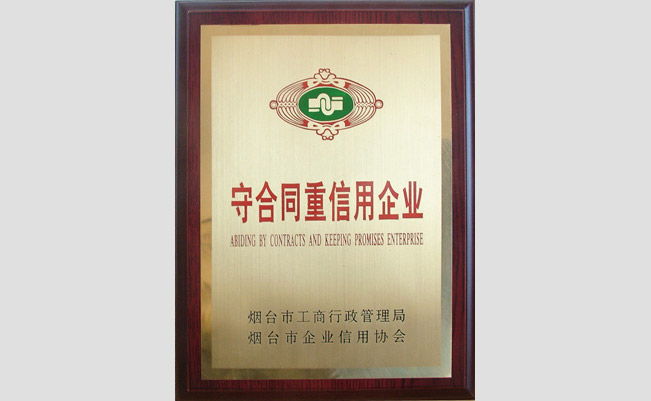 守合同重信用企业
ABIDING BY CONTRACTS AND KEEPING PROMISES ENTERPRISE
烟台市工商行政管理局
烟台市企业信用协会